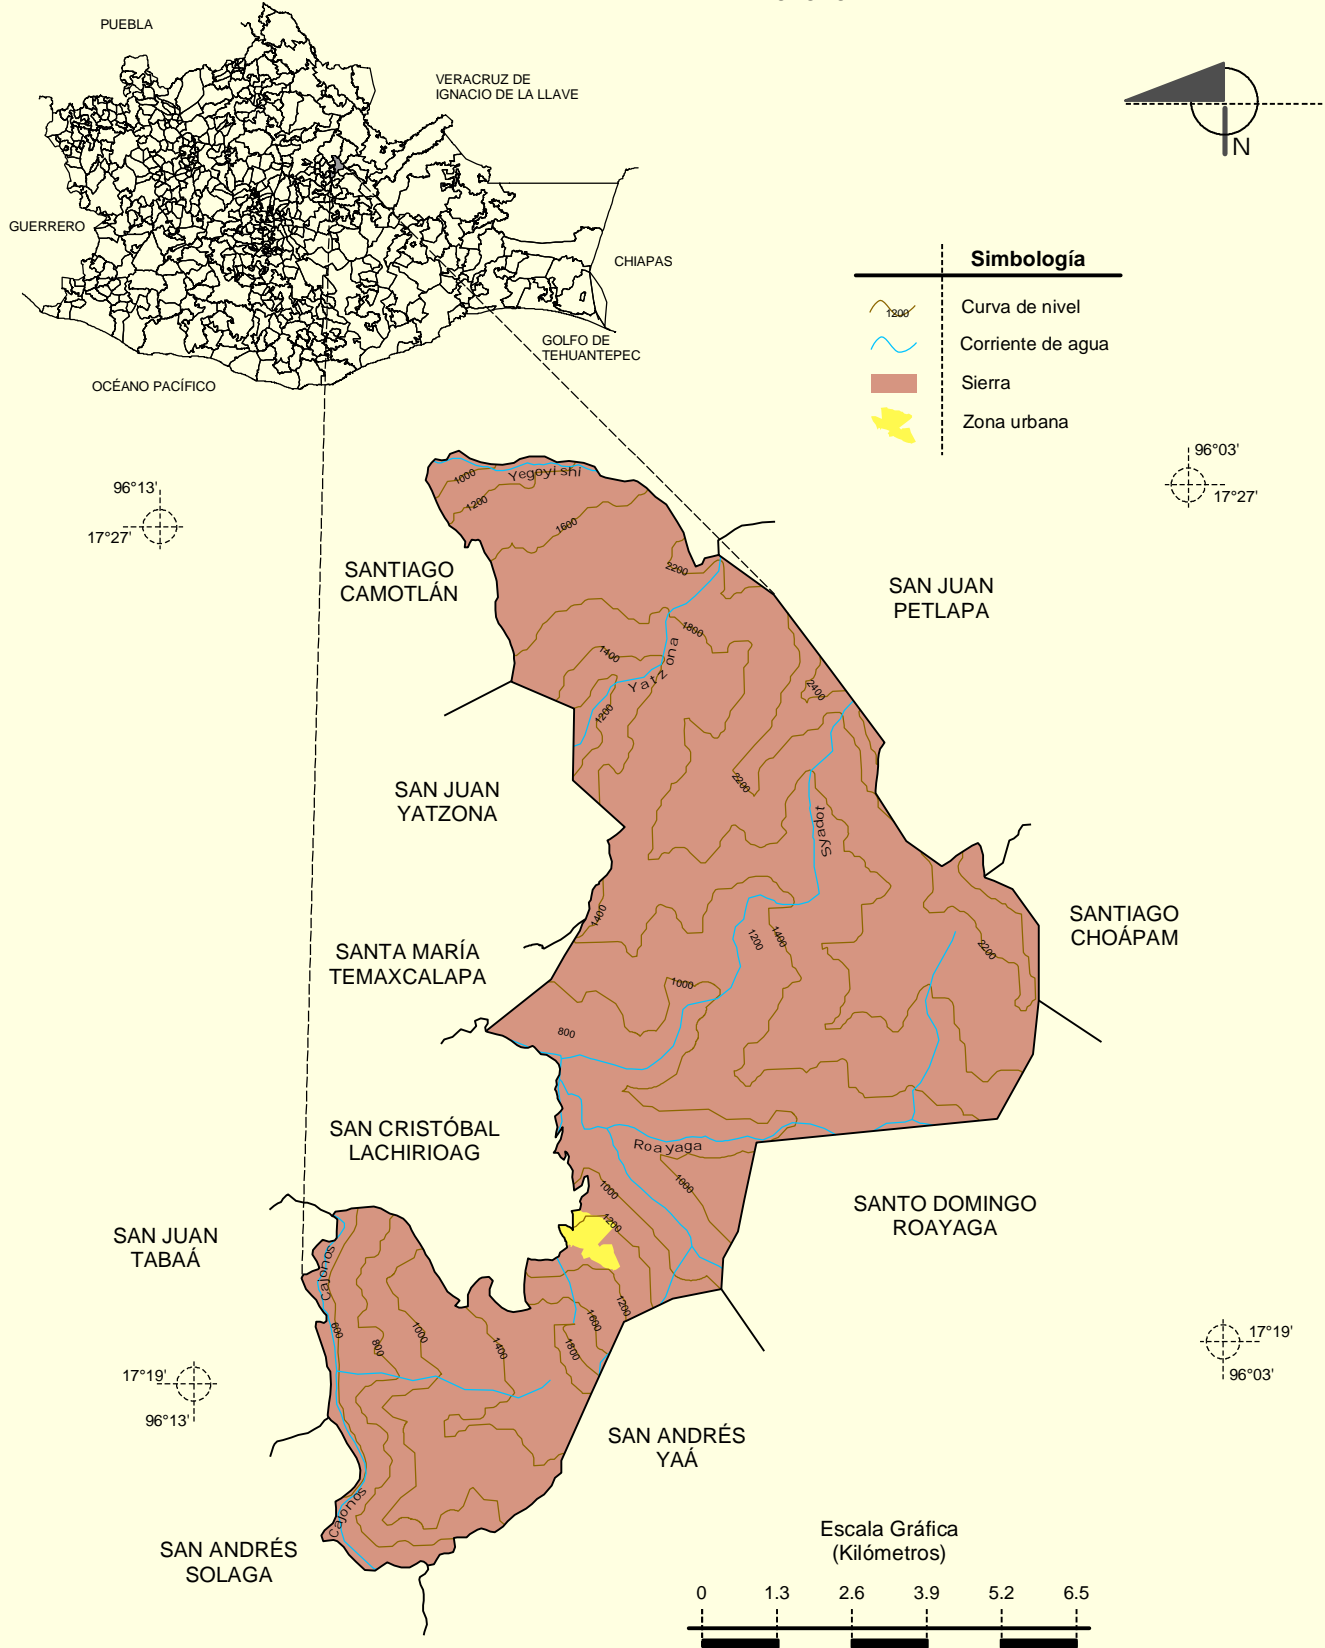 PUEBLA
VERACRUZ DE
IGNACIO DE LA LLAVE
N
GUERRERO
CHIAPAS
Simbología
1200
Curva de nivel
GOLFO DE
TEHUANTEPEC
Corriente de agua
OCÉANO PACÍFICO
Sierra
Zona urbana
96°13'
17°27'
96°03'
17°27'
Yegoyishi
1000
1200
1600
2200
SANTIAGO
CAMOTLÁN
SAN JUAN
PETLAPA
1800
Yatzona
1400
1200
2400
2200
SAN JUAN
YATZONA
Syadot
1400
1200
1400
2200
SANTIAGO
CHOÁPAM
SANTA MARÍA
TEMAXCALAPA
1000
800
SAN CRISTÓBAL
LACHIRIOAG
Roayaga
1000
1000
1200
SANTO DOMINGO
ROAYAGA
SAN JUAN
TABAÁ
Cajonos
600
800
1000
1400
1200
1600
1800
17°19'
96°13'
17°19'
96°03'
SAN ANDRÉS
YAÁ
Cajonos
SAN ANDRÉS
SOLAGA
Escala Gráfica
(Kilómetros)
0 1.3 2.6 3.9 5.2 6.5